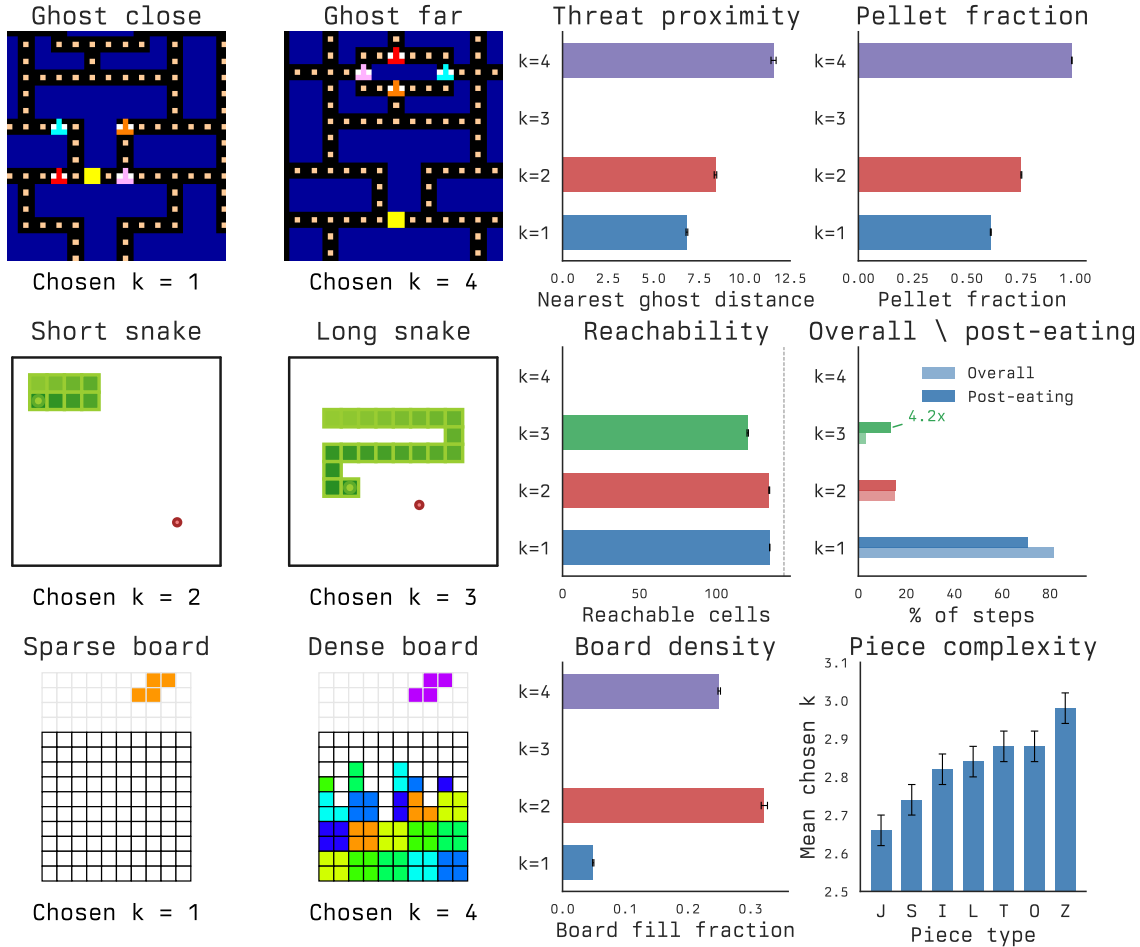 Ghost close
Ghost far
Threat proximity
Pellet fraction
k=4
k=3
k=2
k=1
0.0 2.5 5.0 7.5 10.0 12.5
Nearest ghost distance
k=4
k=3
k=2
k=1
0.00 0.25 0.50 0.75 1.00
Pellet fraction
Chosen k = 1
Chosen k = 4
Short snake
Long snake
Reachability
Overall \ post-eating
k=4
k=3
k=2
k=1
0 50 100
Reachable cells
Overall
Post-eating
4.2x
k=4
k=3
k=2
k=1
0 20 40 60 80
% of steps
Chosen k = 2
Chosen k = 3
Sparse board
Dense board
Board density
Piece complexity
k=4
k=3
k=2
k=1
0.0 0.1 0.2 0.3
Board fill fraction
Mean chosen k
3.1
3.0
2.9
2.8
2.7
2.6
2.5
J S I L T O Z
Piece type
Chosen k = 1
Chosen k = 4